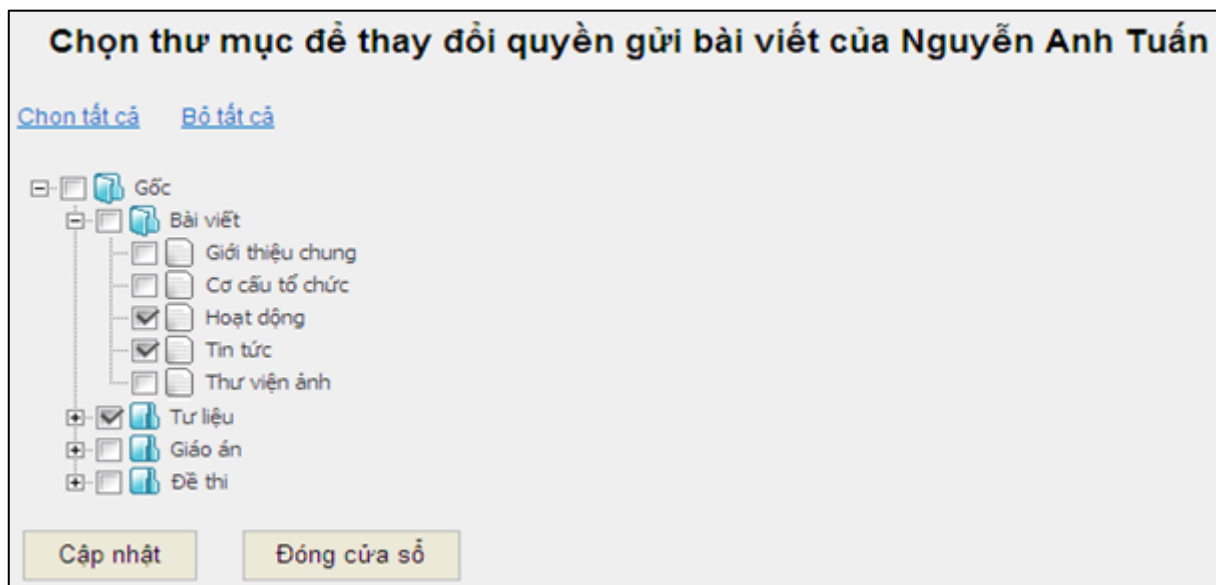 Chọn thư mục để thay đổi quyền gửi bài viết của Nguyễn Anh Tuấn
Chọn tất cả Bỏ tất cả
Gốc
Bài viết
Giới thiệu chung
Cơ cấu tổ chức
Hoạt dộng
Tin tức
Thư viện ảnh
Tư liệu
Giáo án
Đề thi
Cập nhật Đóng cửa sổ